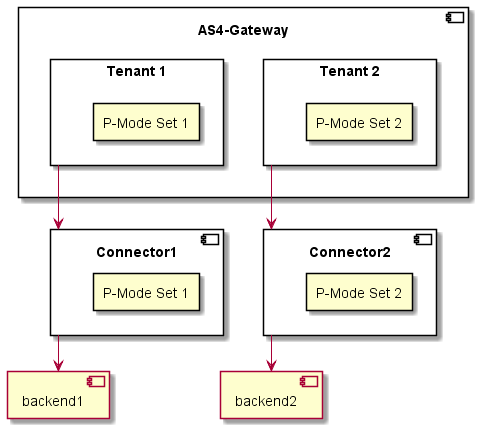 AS4-Gateway
Tenant 1
Tenant 2
P-Mode Set 1
P-Mode Set 2
Connector1
Connector2
P-Mode Set 1
P-Mode Set 2
backend1
backend2